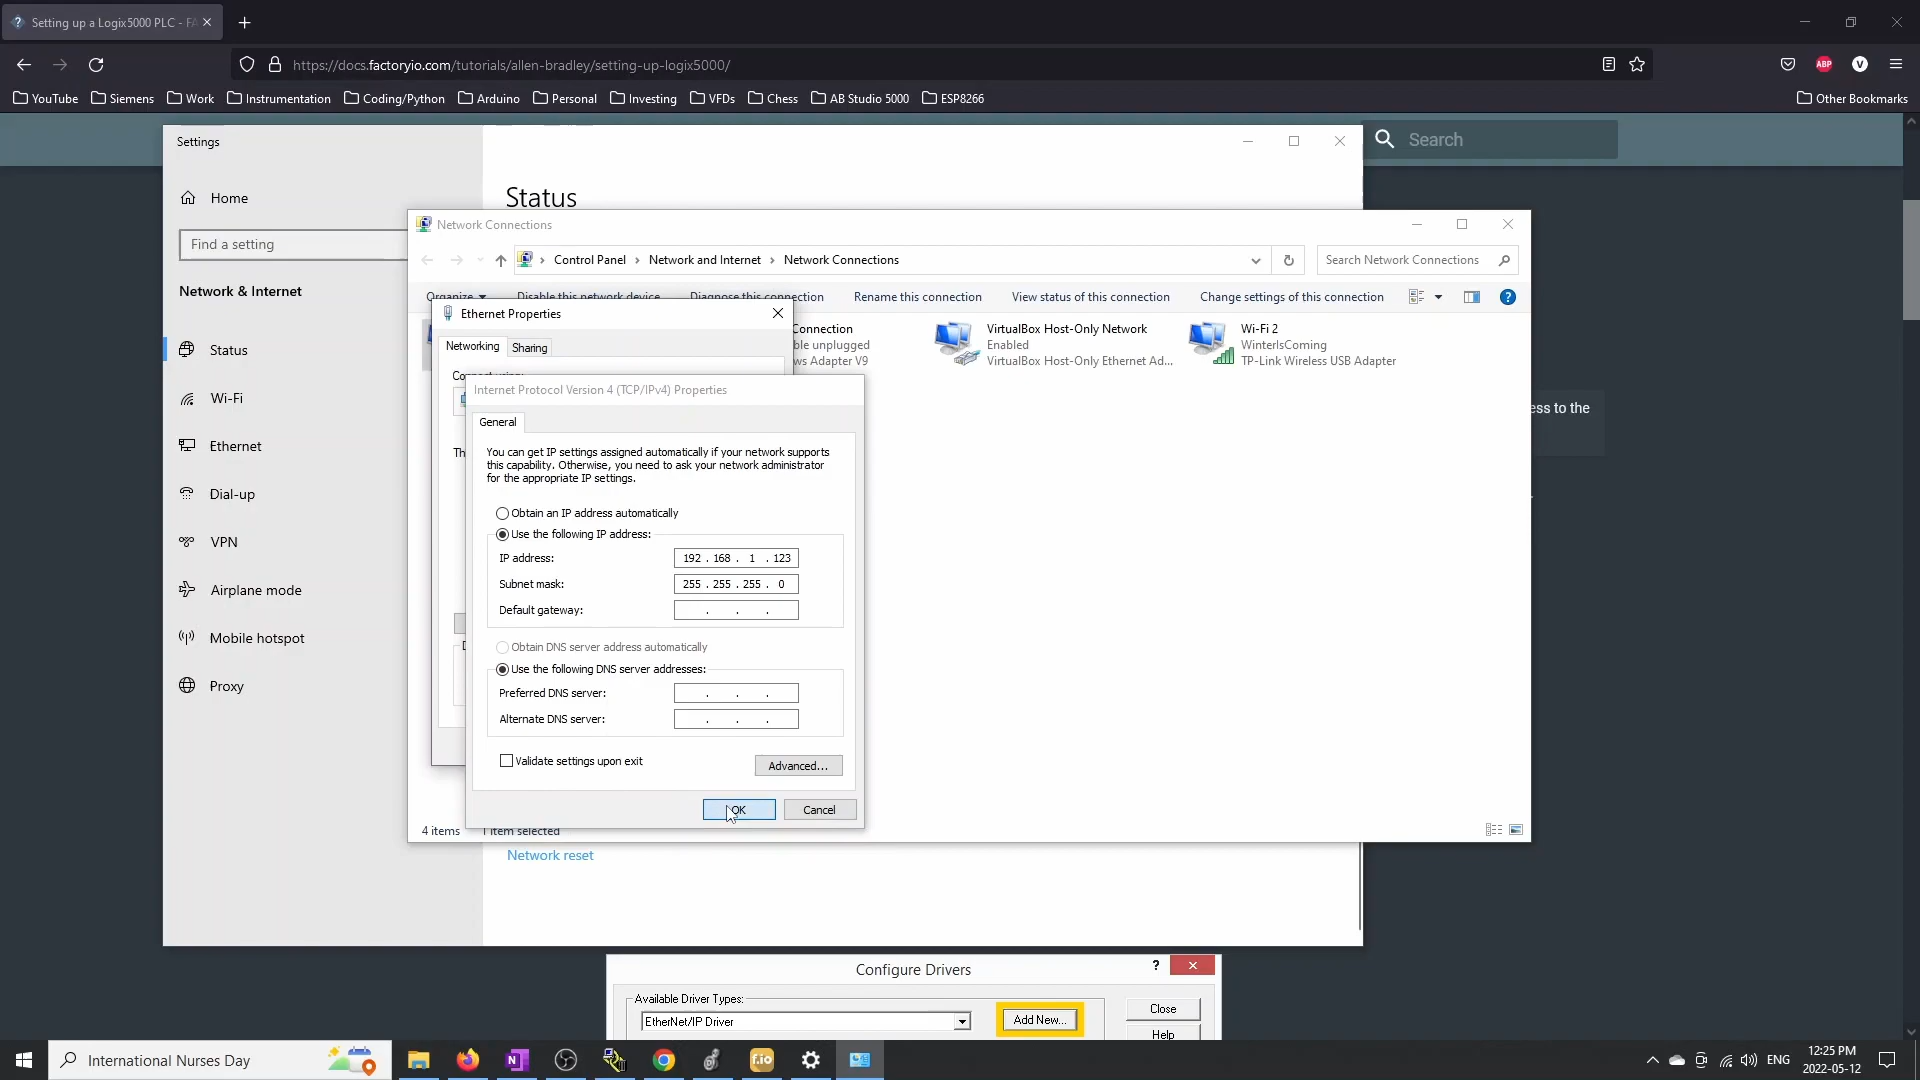 Setting up a Logix5000 PLC - FA
https://docs.factoryio.com/tutorials/allen-bradley/setting-up-logix5000/
ABP
V
YouTube
Siemens
Work
Instrumentation
Coding/Python
Arduino
Personal
Investing
VFDs
Chess
AB Studio 5000
ESP8266
Other Bookmarks
Settings
Search
Home
Status
Find a setting
Network & Internet
Status
Wi-Fi
Ethernet
Dial-up
VPN
Airplane mode
Mobile hotspot
Proxy
Network Connections
Control Panel › Network and Internet › Network Connections
Search Network Connections
Organize
Disable this network device
Diagnose this connection
Rename this connection
View status of this connection
Change settings of this connection
Connection
ble unplugged
ws Adapter V9
VirtualBox Host-Only Network
Enabled
VirtualBox Host-Only Ethernet Ad...
Wi-Fi 2
WinterIsComing
TP-Link Wireless USB Adapter
ess to the
Ethernet Properties
Networking
Sharing
Connect using:
Th
Internet Protocol Version 4 (TCP/IPv4) Properties
General
You can get IP settings assigned automatically if your network supports
this capability. Otherwise, you need to ask your network administrator
for the appropriate IP settings.
Obtain an IP address automatically
Use the following IP address:
IP address: 192 . 168 . 1 . 123
Subnet mask: 255 . 255 . 255 . 0
Default gateway: . . .
Obtain DNS server address automatically
Use the following DNS server addresses:
Preferred DNS server: . . .
Alternate DNS server: . . .
Validate settings upon exit
Advanced...
OK
Cancel
4 items
1 item selected
Network reset
Configure Drivers
?
Available Driver Types:
EtherNet/IP Driver
Add New...
Close
Help
International Nurses Day
f.io
ENG
12:25 PM
2022-05-12